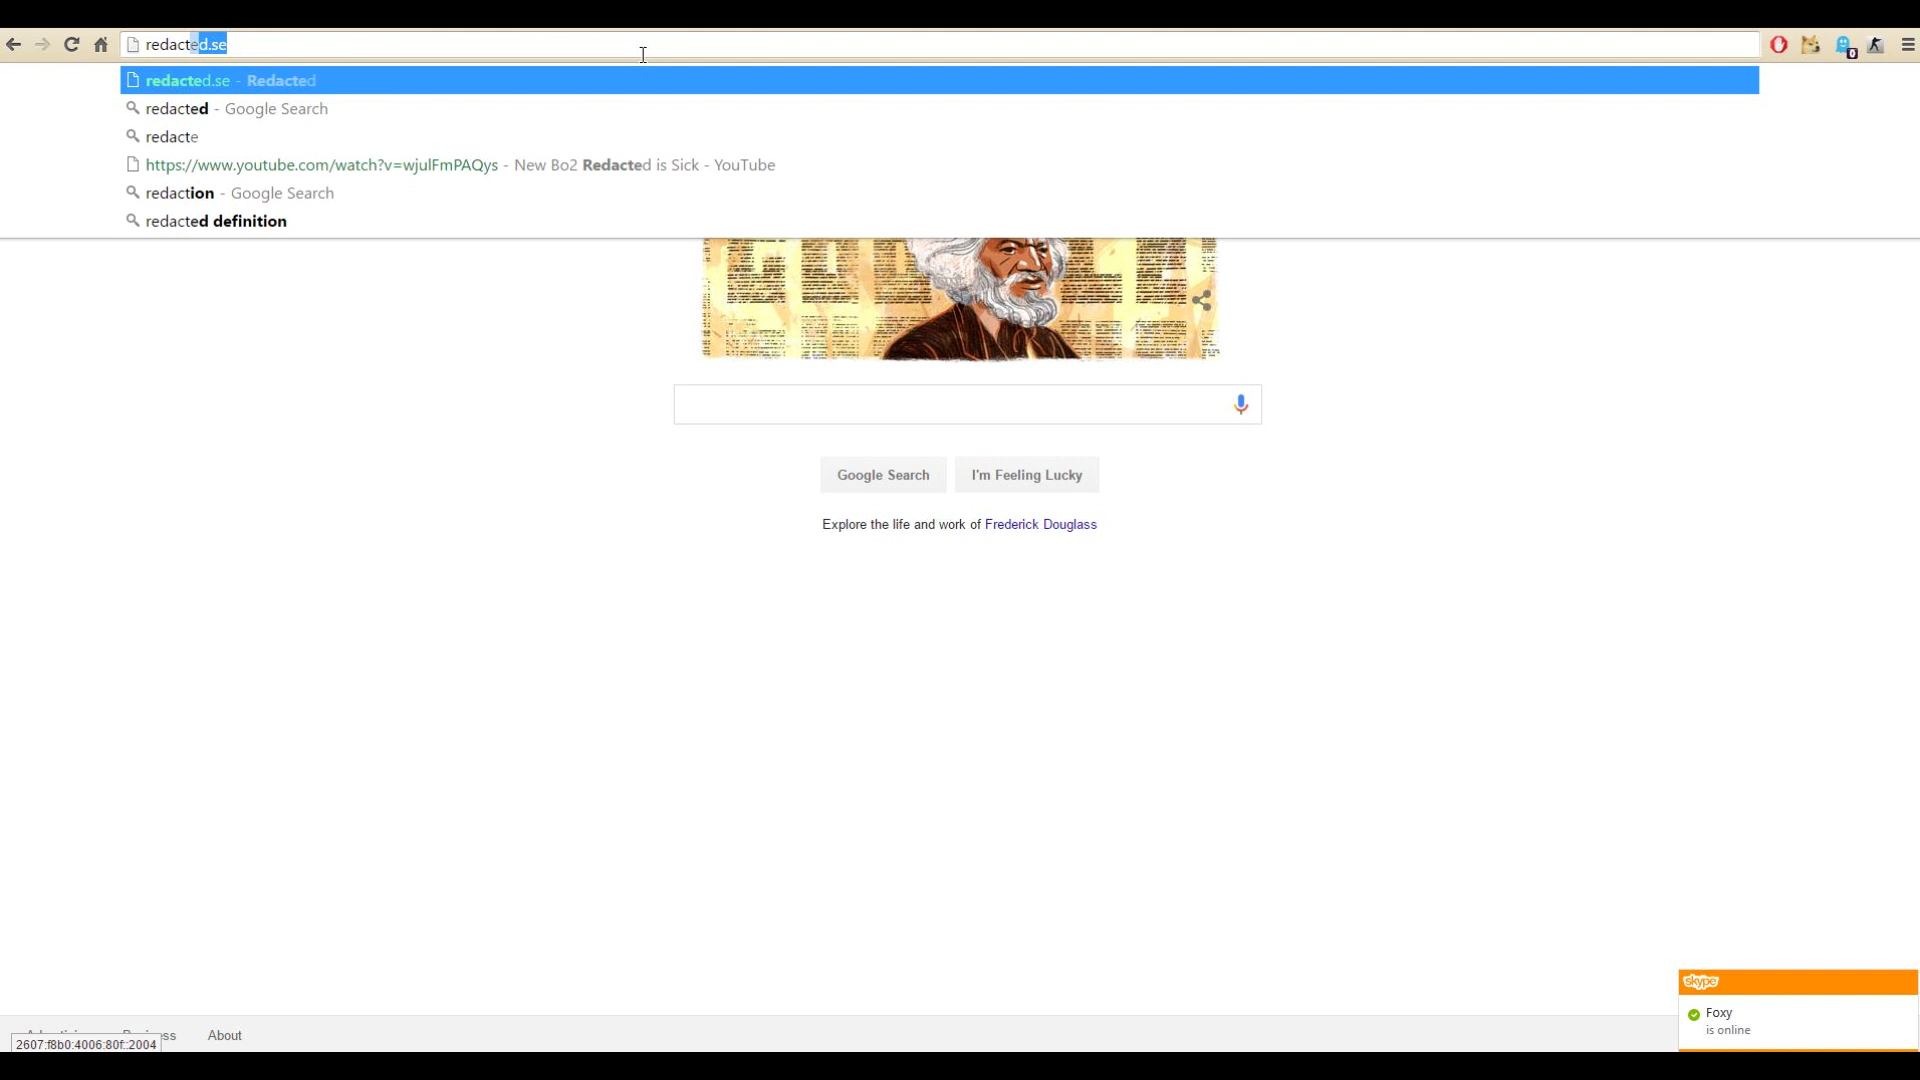 redacted.se
redacted.se - Redacted
redacted - Google Search
redacte
https://www.youtube.com/watch?v=wjulFmPAQys - New Bo2 Redacted is Sick - YouTube
redaction - Google Search
redacted definition
Google Search I'm Feeling Lucky
Explore the life and work of Frederick Douglass
skype
Foxy
is online
About
2607:f8b0:4006:80f::2004
0